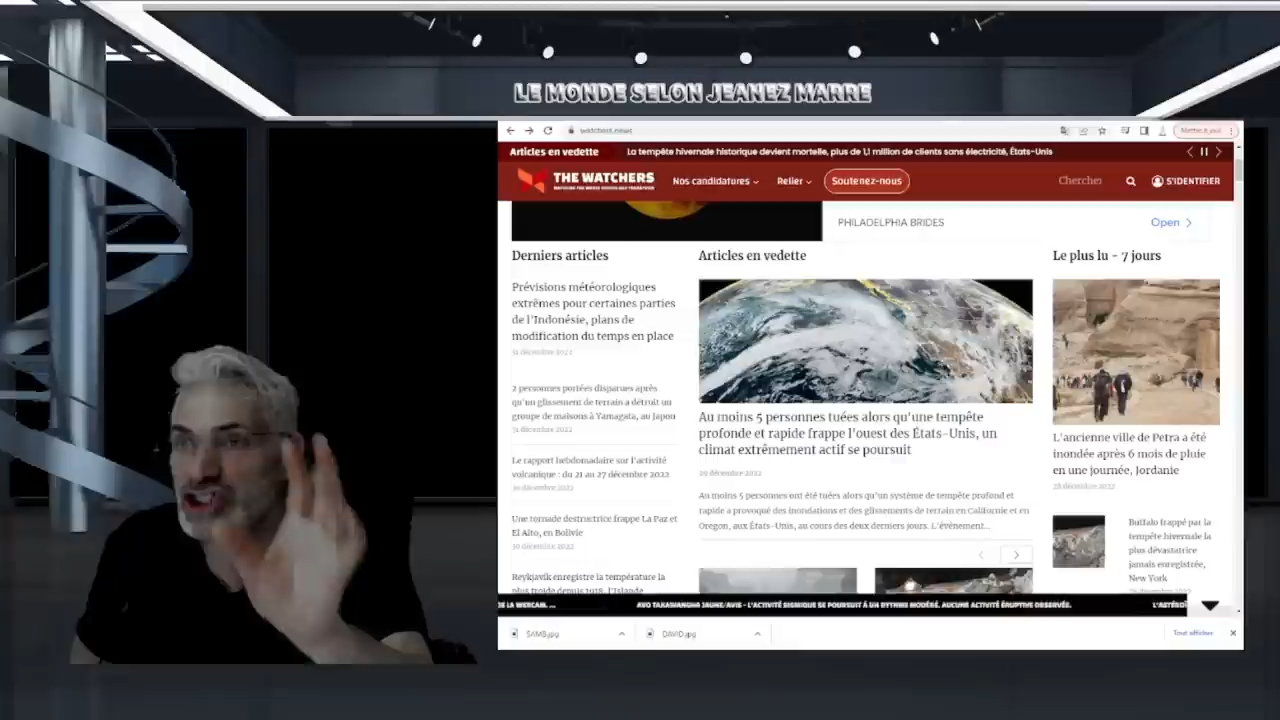 LE MONDE SELON JEANEZ MARRE
watchers.news
Articles en vedette
La tempête hivernale historique devient mortelle, plus de 1,1 million de clients sans électricité, États-Unis
THE WATCHERS
Nos candidatures
Relier
Soutenez-nous
Chercher
S'IDENTIFIER
PHILADELPHIA BRIDES
Open
Derniers articles
Prévisions météorologiques
extrêmes pour certaines parties
de l'Indonésie, plans de
modification du temps en place
31 décembre 2022
2 personnes portées disparues après
qu'un glissement de terrain a détruit un
groupe de maisons à Yamagata, au Japon
31 décembre 2022
Le rapport hebdomadaire sur l'activité
volcanique : du 21 au 27 décembre 2022
30 décembre 2022
Une tornade destructrice frappe La Paz et
El Alto, en Bolivie
30 décembre 2022
Reykjavik enregistre la température la
plus froide depuis 1918, l'Islande
Articles en vedette
Au moins 5 personnes tuées alors qu'une tempête
profonde et rapide frappe l'ouest des États-Unis, un
climat extrêmement actif se poursuit
29 décembre 2022
Au moins 5 personnes ont été tuées alors qu'un système de tempête profond et
rapide a provoqué des inondations et des glissements de terrain en Californie et en
Oregon, aux États-Unis, au cours des deux derniers jours. L'événement...
Le plus lu - 7 jours
L'ancienne ville de Petra a été
inondée après 6 mois de pluie
en une journée, Jordanie
28 décembre 2022
Buffalo frappé par la
tempête hivernale la
plus dévastatrice
jamais enregistrée,
New York
DE LA WEBCAM. ... AVO TAKAWANGHA JAUNE/AVIS - L'ACTIVITÉ SISMIQUE SE POURSUIT À UN RYTHME MODÉRÉ. AUCUNE ACTIVITÉ ÉRUPTIVE OBSERVÉE. L'ASTÉROÏ
SAMB.jpg
DAVID.jpg
Tout afficher